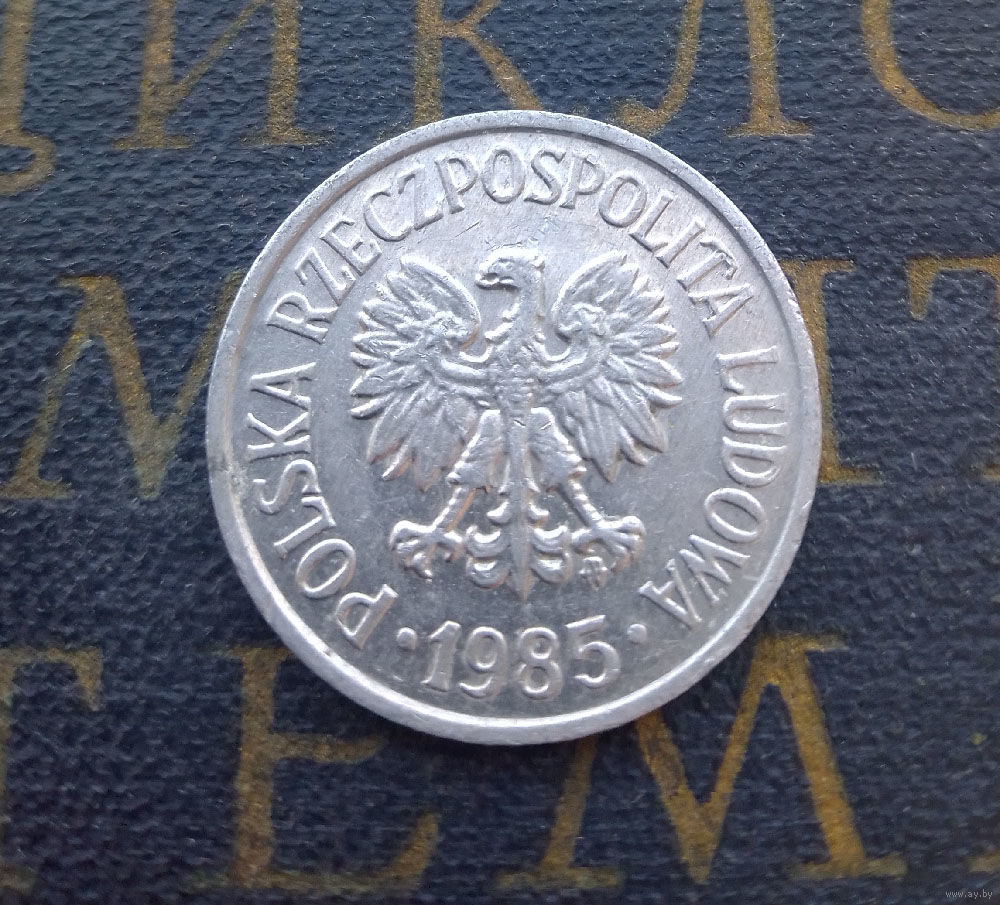 POLSKA RZECZPOSPOLITA LUDOWA
· 1985 ·
www.ay.by